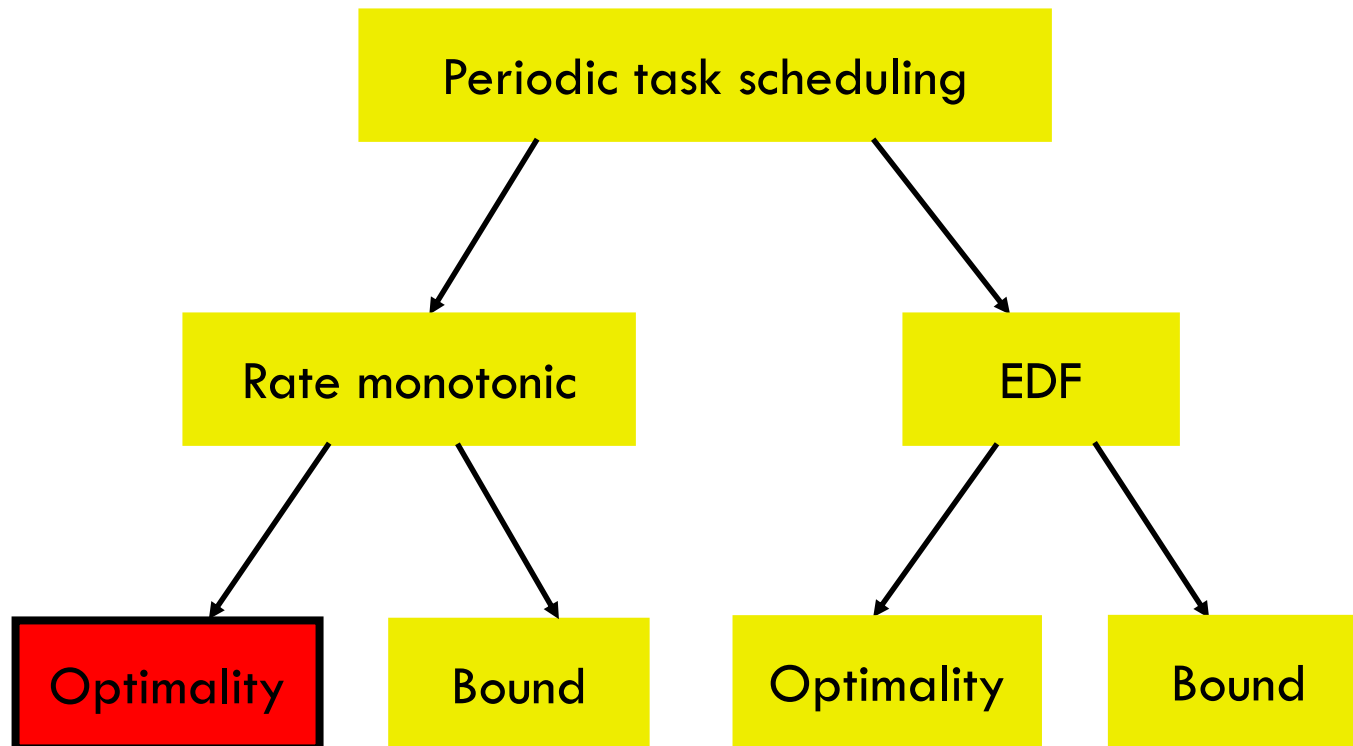 Periodic task scheduling
Rate monotonic
EDF
Optimality
Bound
Optimality
Bound